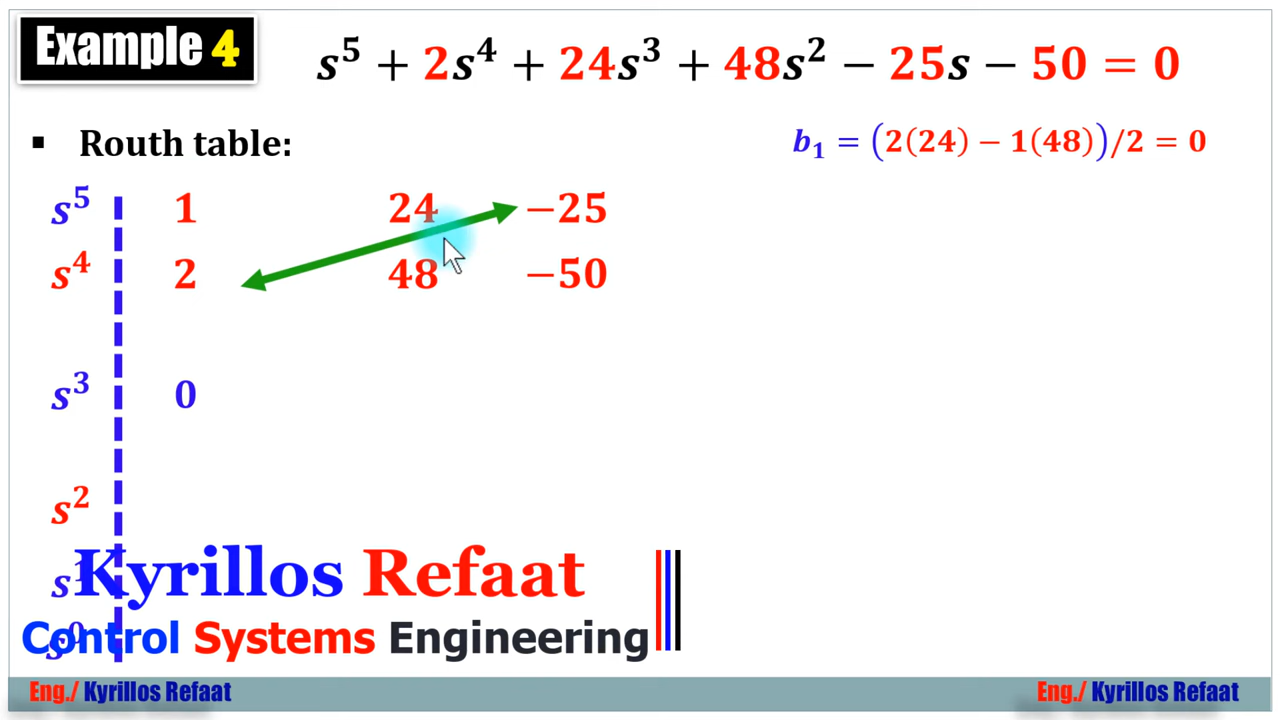 Example 4
s⁵ + 2s⁴ + 24s³ + 48s² − 25s − 50 = 0
▪ Routh table:
b₁ = (2(24) − 1(48))/2 = 0
s⁵ 1 24 −25
s⁴ 2 48 −50
s³ 0
s²
s¹
Kyrillos Refaat
s⁰
Control Systems Engineering
Eng./ Kyrillos Refaat
Eng./ Kyrillos Refaat